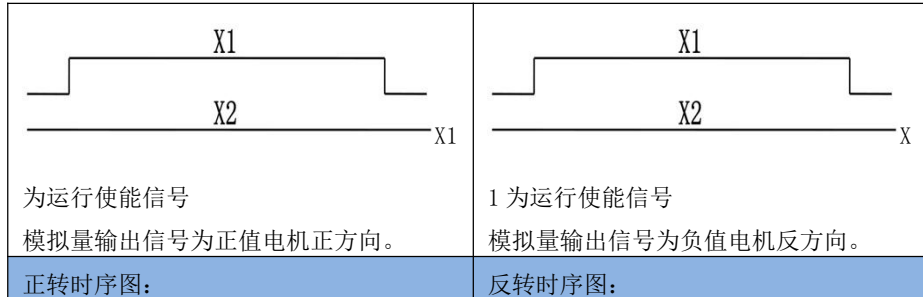 X1
X2
X1
为运行使能信号
模拟量输出信号为正值电机正方向。
正转时序图：
X1
X2
X
1 为运行使能信号
模拟量输出信号为负值电机反方向。
反转时序图：